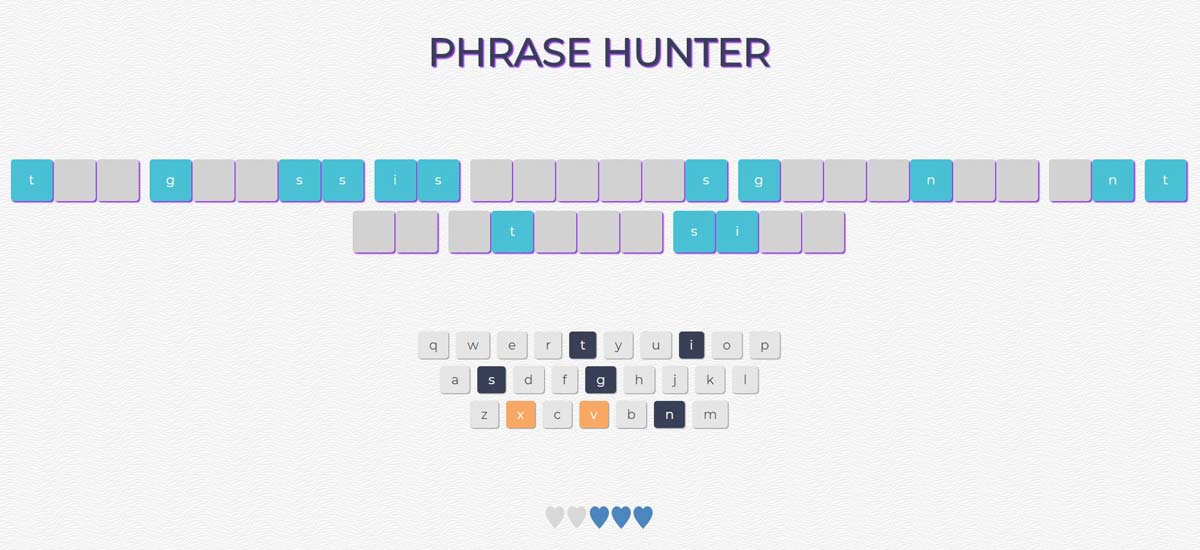 PHRASE HUNTER
t g s s i s s g n n t
t s i
q w e r t y u i o p
a s d f g h j k l
z x c v b n m